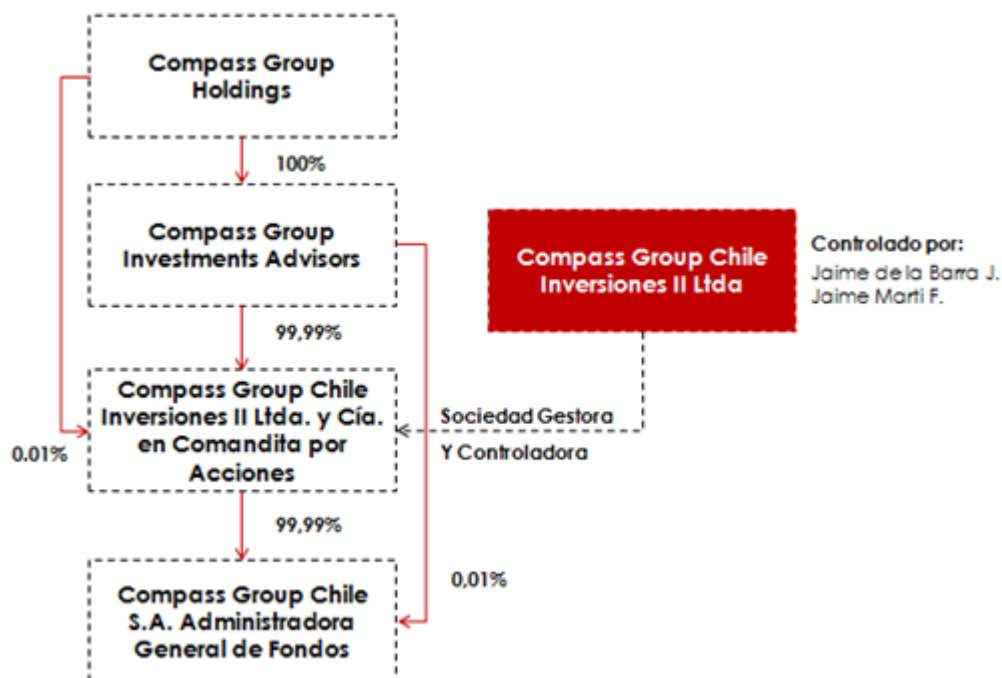 Compass Group
Holdings
100%
Compass Group
Investments Advisors
Compass Group Chile
Inversiones II Ltda
Controlado por:
Jaime de la Barra J.
Jaime Marti F.
99,99%
Compass Group Chile
Inversiones II Ltda. y Cía.
en Comandita por
Acciones
Sociedad Gestora
Y Controladora
0.01%
99,99%
0,01%
Compass Group Chile
S.A. Administradora
General de Fondos